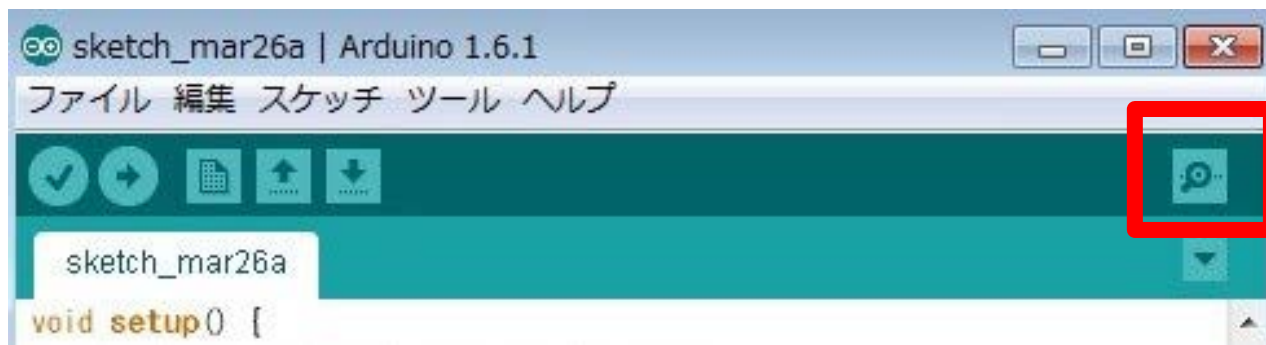 sketch_mar26a | Arduino 1.6.1
ファイル 編集 スケッチ ツール ヘルプ
sketch_mar26a
void setup() {